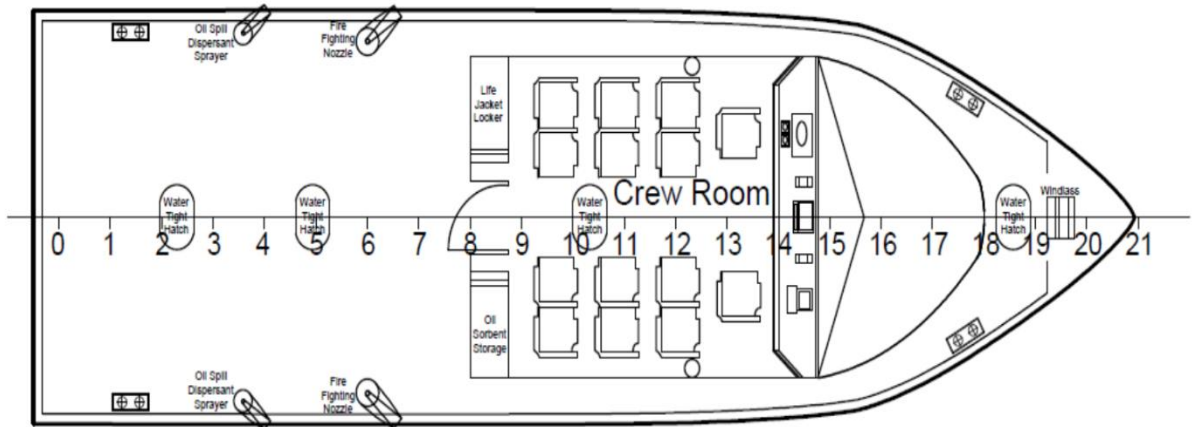 Oil Spill
Dispersant
Sprayer
Fire
Fighting
Nozzle
Life
Jacket
Locker
Water
Tight
Hatch
Water
Tight
Hatch
Water
Tight
Hatch
Crew Room
Water
Tight
Hatch
Windlass
0 1 2 3 4 5 6 7 8 9 10 11 12 13 14 15 16 17 18 19 20 21
Oil
Sorbent
Storage
Oil Spill
Dispersant
Sprayer
Fire
Fighting
Nozzle